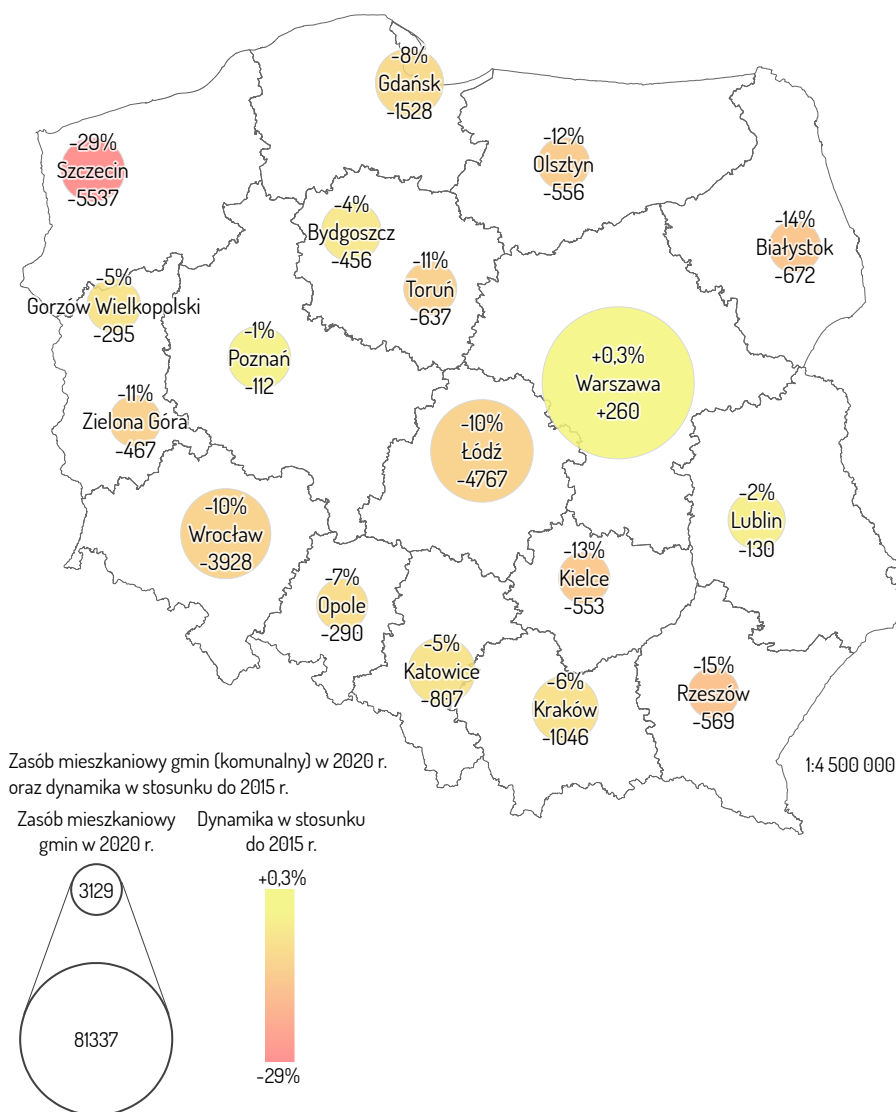 -8%
Gdańsk
-1528
-29%
Szczecin
-5537
-12%
Olsztyn
-556
-4%
Bydgoszcz
-456
-14%
Białystok
-672
-11%
Toruń
-637
-5%
Gorzów Wielkopolski
-295
-1%
Poznań
-112
+0,3%
Warszawa
+260
-11%
Zielona Góra
-467
-10%
Łódź
-4767
-10%
Wrocław
-3928
-2%
Lublin
-130
-13%
Kielce
-553
-7%
Opole
-290
-5%
Katowice
-807
-6%
Kraków
-1046
-15%
Rzeszów
-569
1:4 500 000
Zasób mieszkaniowy gmin (komunalny) w 2020 r.
oraz dynamika w stosunku do 2015 r.
Zasób mieszkaniowy
gmin w 2020 r.
3129
81337
Dynamika w stosunku
do 2015 r.
+0,3%
-29%